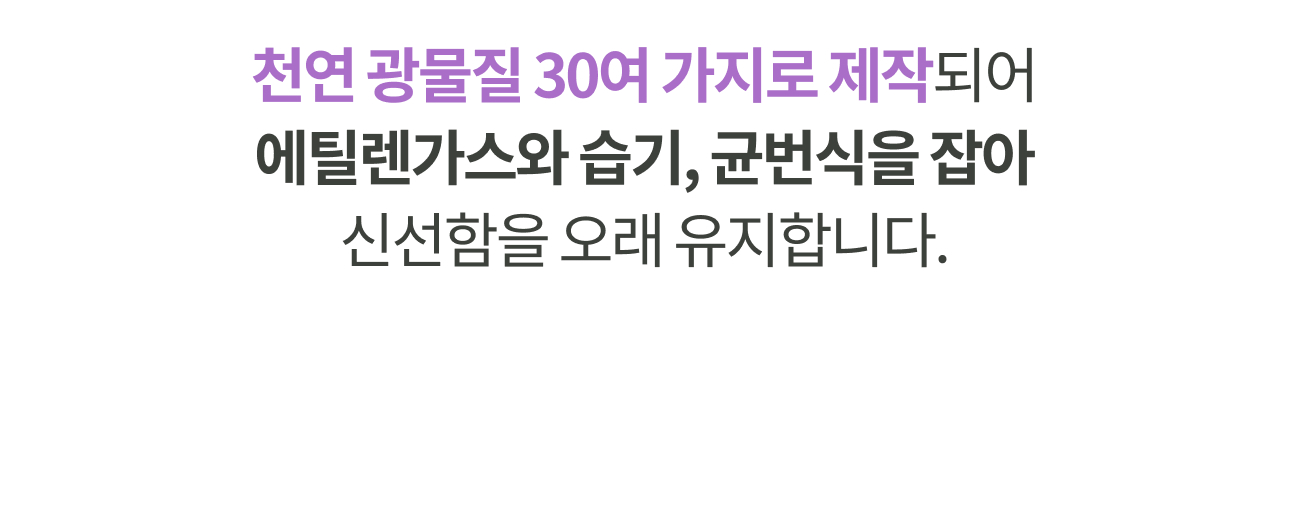 천연 광물질 30여 가지로 제작되어
에틸렌가스와 습기, 균번식을 잡아
신선함을 오래 유지합니다.